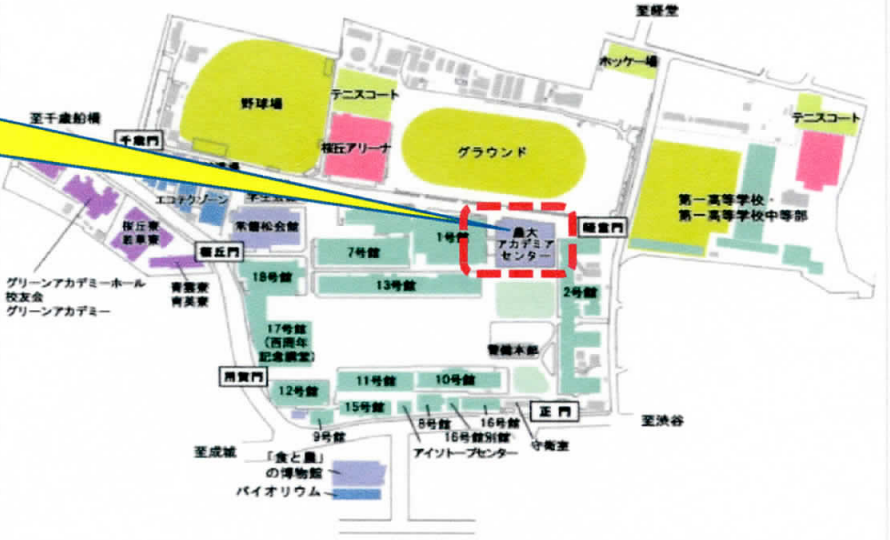 至経堂
ホッケー場
テニスコート
野球場
至千歳船橋
千歳門
桜丘アリーナ
グラウンド
テニスコート
第一高等学校・
第一高等学校中等部
エコテクゾーン
常磐松会館
桜丘寮
若草寮
桜丘門
7号館
1号館
農大
アカデミア
センター
経堂門
グリーンアカデミーホール
校友会
グリーンアカデミー
青雲寮
育英寮
18号館
13号館
2号館
17号館
(百周年
記念講堂)
警備本部
用賀門
12号館
11号館
10号館
15号館
9号館
8号館
16号館
16号館別館
アイソトープセンター
正門
守衛室
至渋谷
至成城
「食と農」
の博物館
バイオリウム